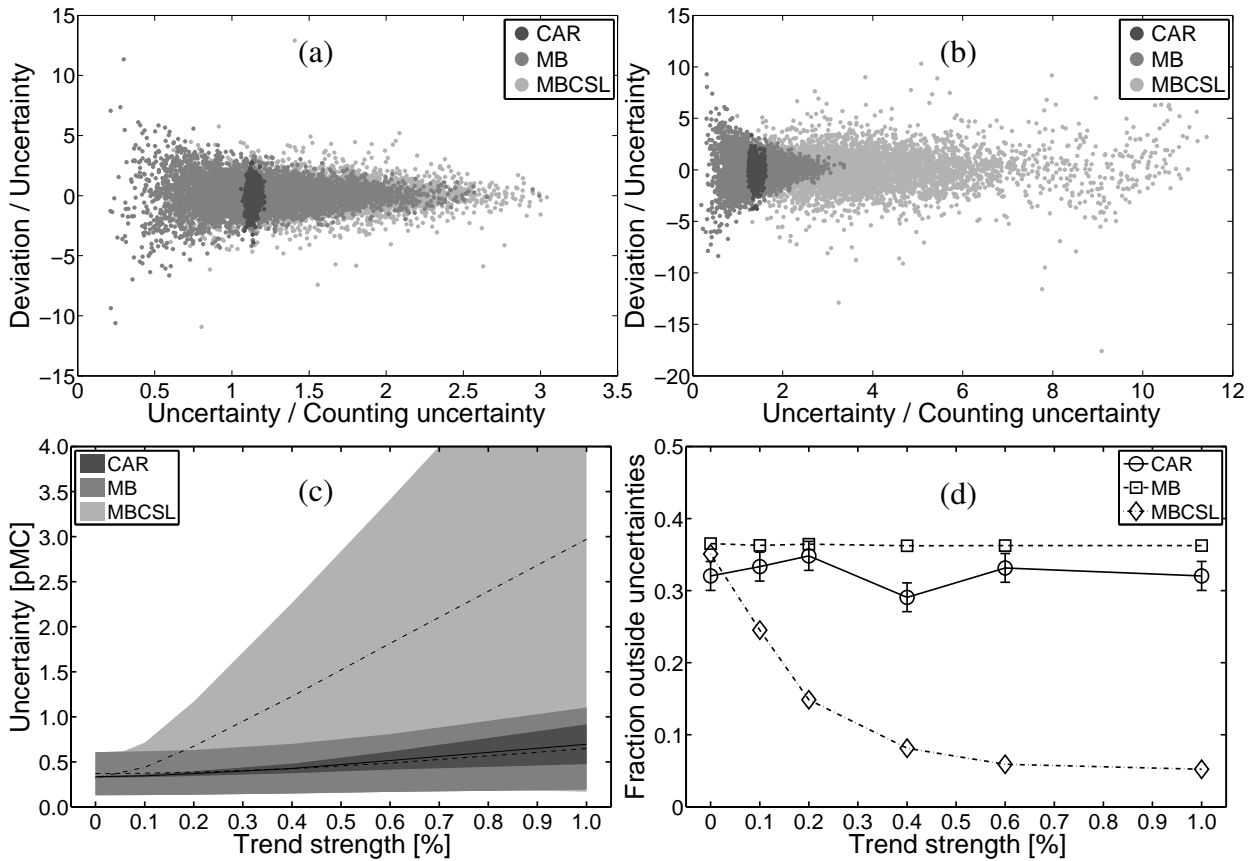 15
10
5
0
−5
−10
−15
0
0.5
1
1.5
2
2.5
3
3.5
Deviation / Uncertainty
Uncertainty / Counting uncertainty
(a)
CAR
MB
MBCSL
15
10
5
0
−5
−10
−15
−20
0
2
4
6
8
10
12
Deviation / Uncertainty
Uncertainty / Counting uncertainty
(b)
CAR
MB
MBCSL
4.0
3.5
3.0
2.5
2.0
1.5
1.0
0.5
0.0
0
0.1
0.2
0.3
0.4
0.5
0.6
0.7
0.8
0.9
1.0
Uncertainty [pMC]
Trend strength [%]
(c)
CAR
MB
MBCSL
0.5
0.4
0.3
0.2
0.1
0
0
0.1
0.2
0.3
0.4
0.5
0.6
0.7
0.8
0.9
1.0
Fraction outside uncertainties
Trend strength [%]
(d)
CAR
MB
MBCSL